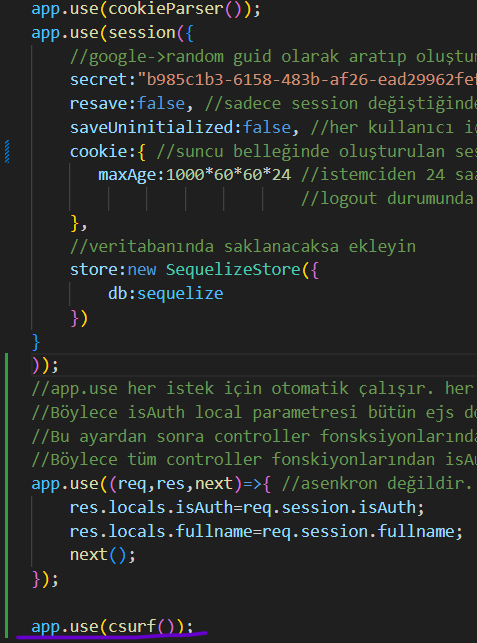 app.use(cookieParser());
app.use(session({
//google->random guid olarak aratıp oluştur
secret:"b985c1b3-6158-483b-af26-ead29962fef
resave:false, //sadece session değiştiğinde
saveUninitialized:false, //her kullanıcı iç
cookie:{ //suncu belleğinde oluşturulan ses
maxAge:1000*60*60*24 //istemciden 24 saa
//logout durumunda
},
//veritabanında saklanacaksa ekleyin
store:new SequelizeStore({
db:sequelize
})
}
));
//app.use her istek için otomatik çalışır. her
//Böylece isAuth local parametresi bütün ejs do
//Bu ayardan sonra controller fonsksiyonlarında
//Böylece tüm controller fonskiyonlarından isAu
app.use((req,res,next)=>{ //asenkron değildir.
res.locals.isAuth=req.session.isAuth;
res.locals.fullname=req.session.fullname;
next();
});
app.use(csurf());